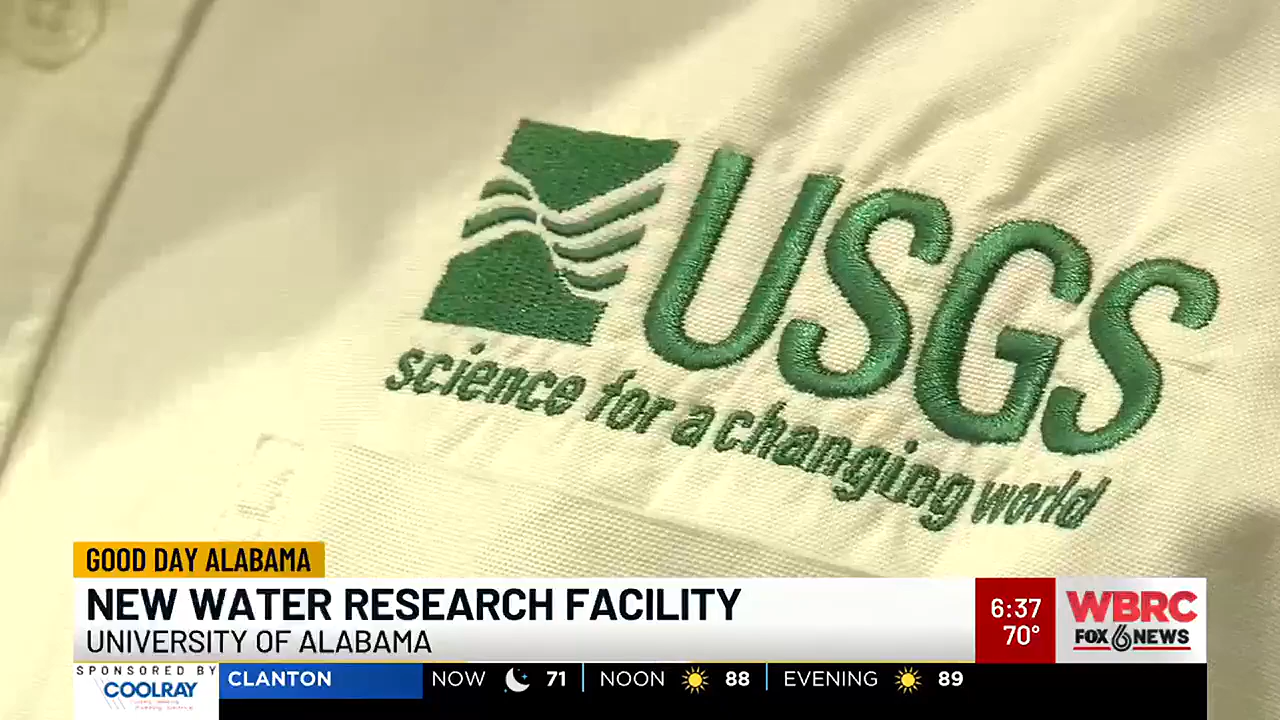 USGS
science for a changing world
GOOD DAY ALABAMA
NEW WATER RESEARCH FACILITY
UNIVERSITY OF ALABAMA
6:37
70°
WBRC
FOX 6 NEWS
SPONSORED BY
COOLRAY
CLANTON NOW 71 NOON 88 EVENING 89